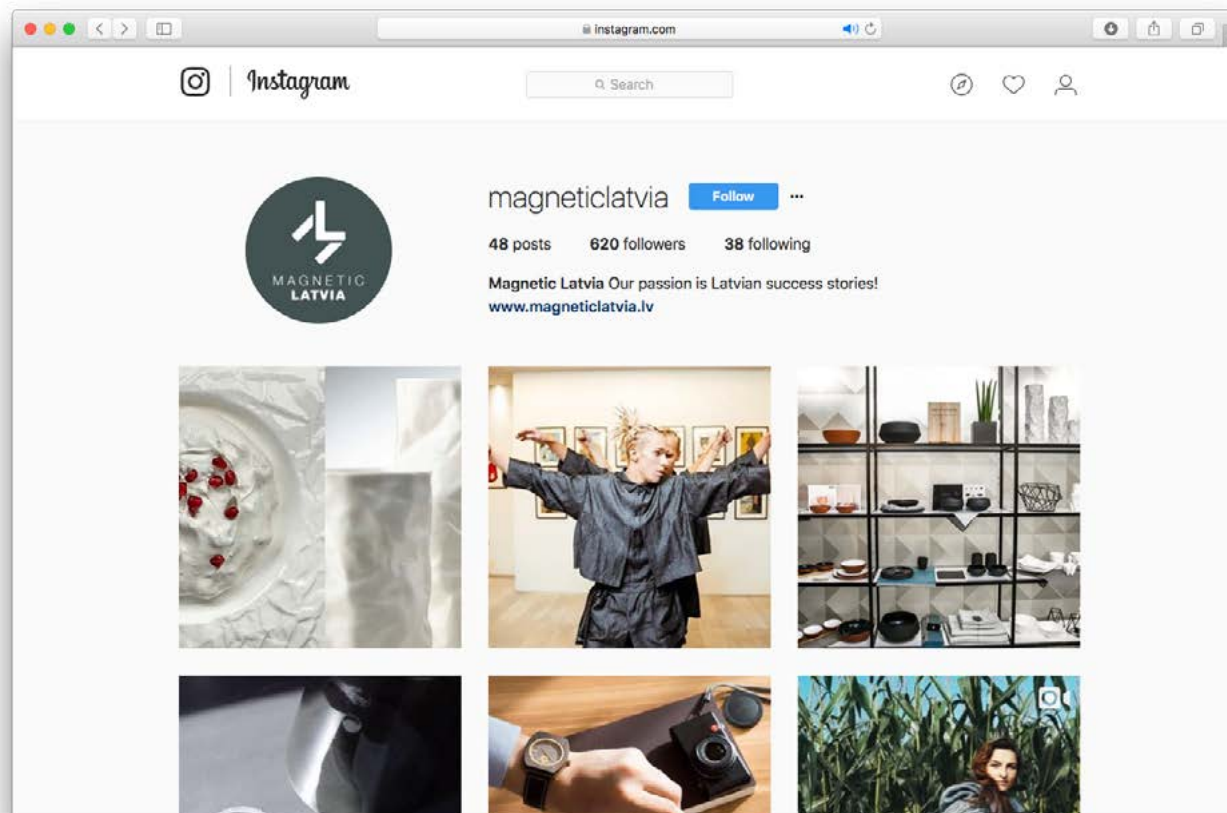 instagram.com
Instagram
Search
magneticlatvia Follow ...
48 posts 620 followers 38 following
Magnetic Latvia Our passion is Latvian success stories!
www.magneticlatvia.lv
MAGNETIC
LATVIA